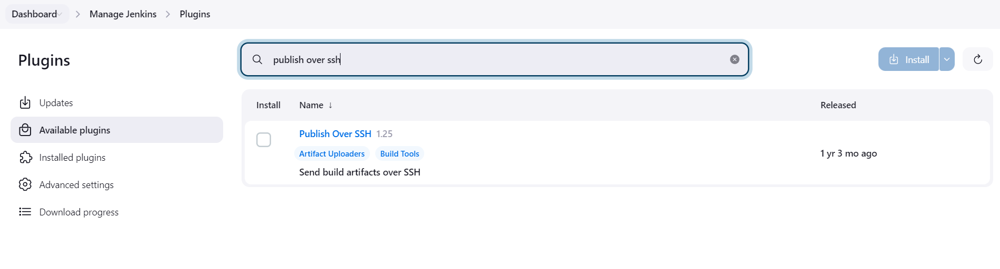 Dashboard Manage Jenkins Plugins
Plugins
publish over ssh
Install
Updates
Available plugins
Installed plugins
Advanced settings
Download progress
Install Name ↓ Released
Publish Over SSH 1.25
Artifact Uploaders Build Tools
Send build artifacts over SSH
1 yr 3 mo ago